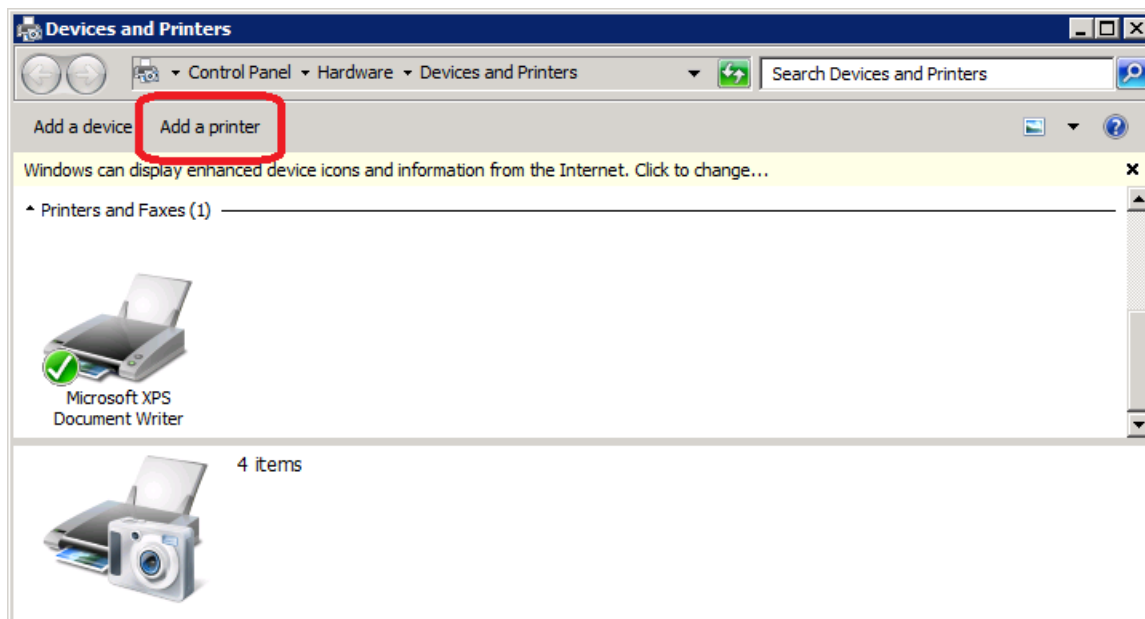 Devices and Printers
Control Panel Hardware Devices and Printers
Search Devices and Printers
Add a device
Add a printer
Windows can display enhanced device icons and information from the Internet. Click to change...
Printers and Faxes (1)
Microsoft XPS
Document Writer
4 items